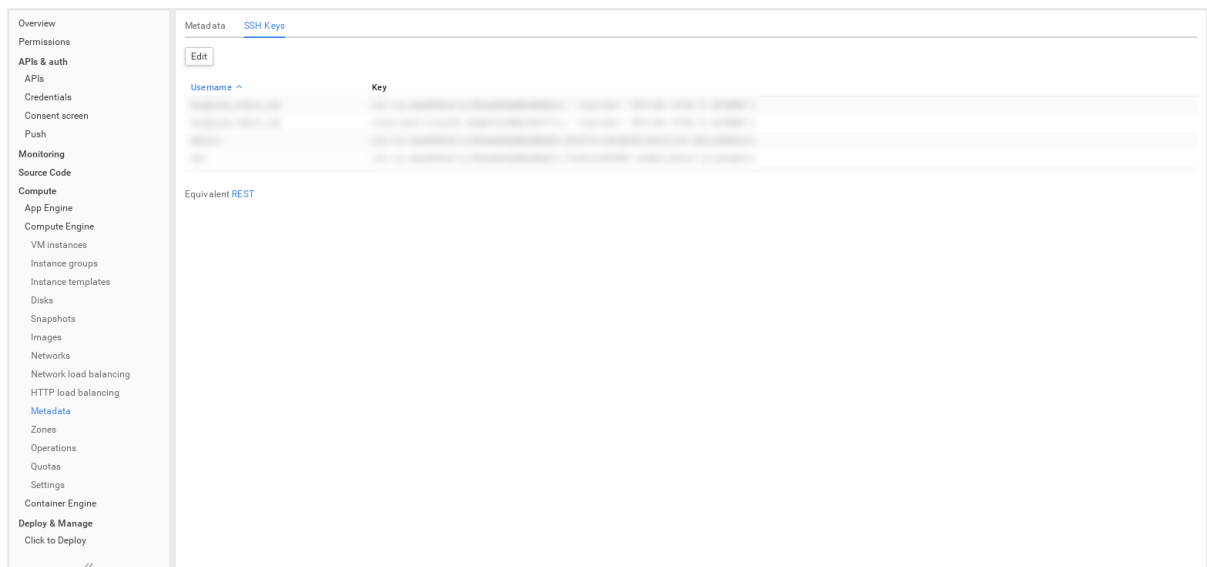 Overview
Permissions
APIs & auth
APIs
Credentials
Consent screen
Push
Monitoring
Source Code
Compute
App Engine
Compute Engine
VM instances
Instance groups
Instance templates
Disks
Snapshots
Images
Networks
Network load balancing
HTTP load balancing
Metadata
Zones
Operations
Quotas
Settings
Container Engine
Deploy & Manage
Click to Deploy
Metadata SSH Keys
Edit
Username Key
Equivalent REST